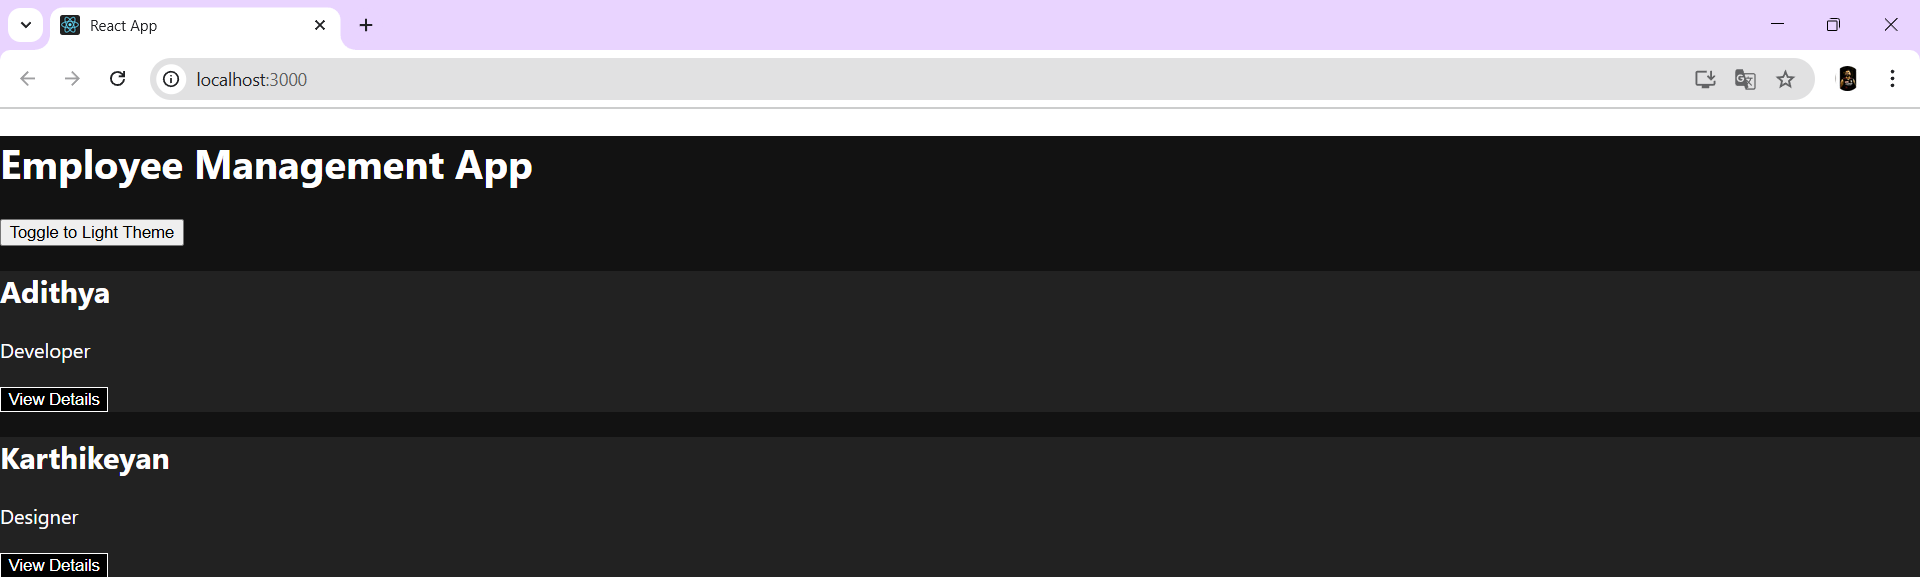 React App
localhost:3000
Employee Management App
Toggle to Light Theme
Adithya
Developer
View Details
Karthikeyan
Designer
View Details